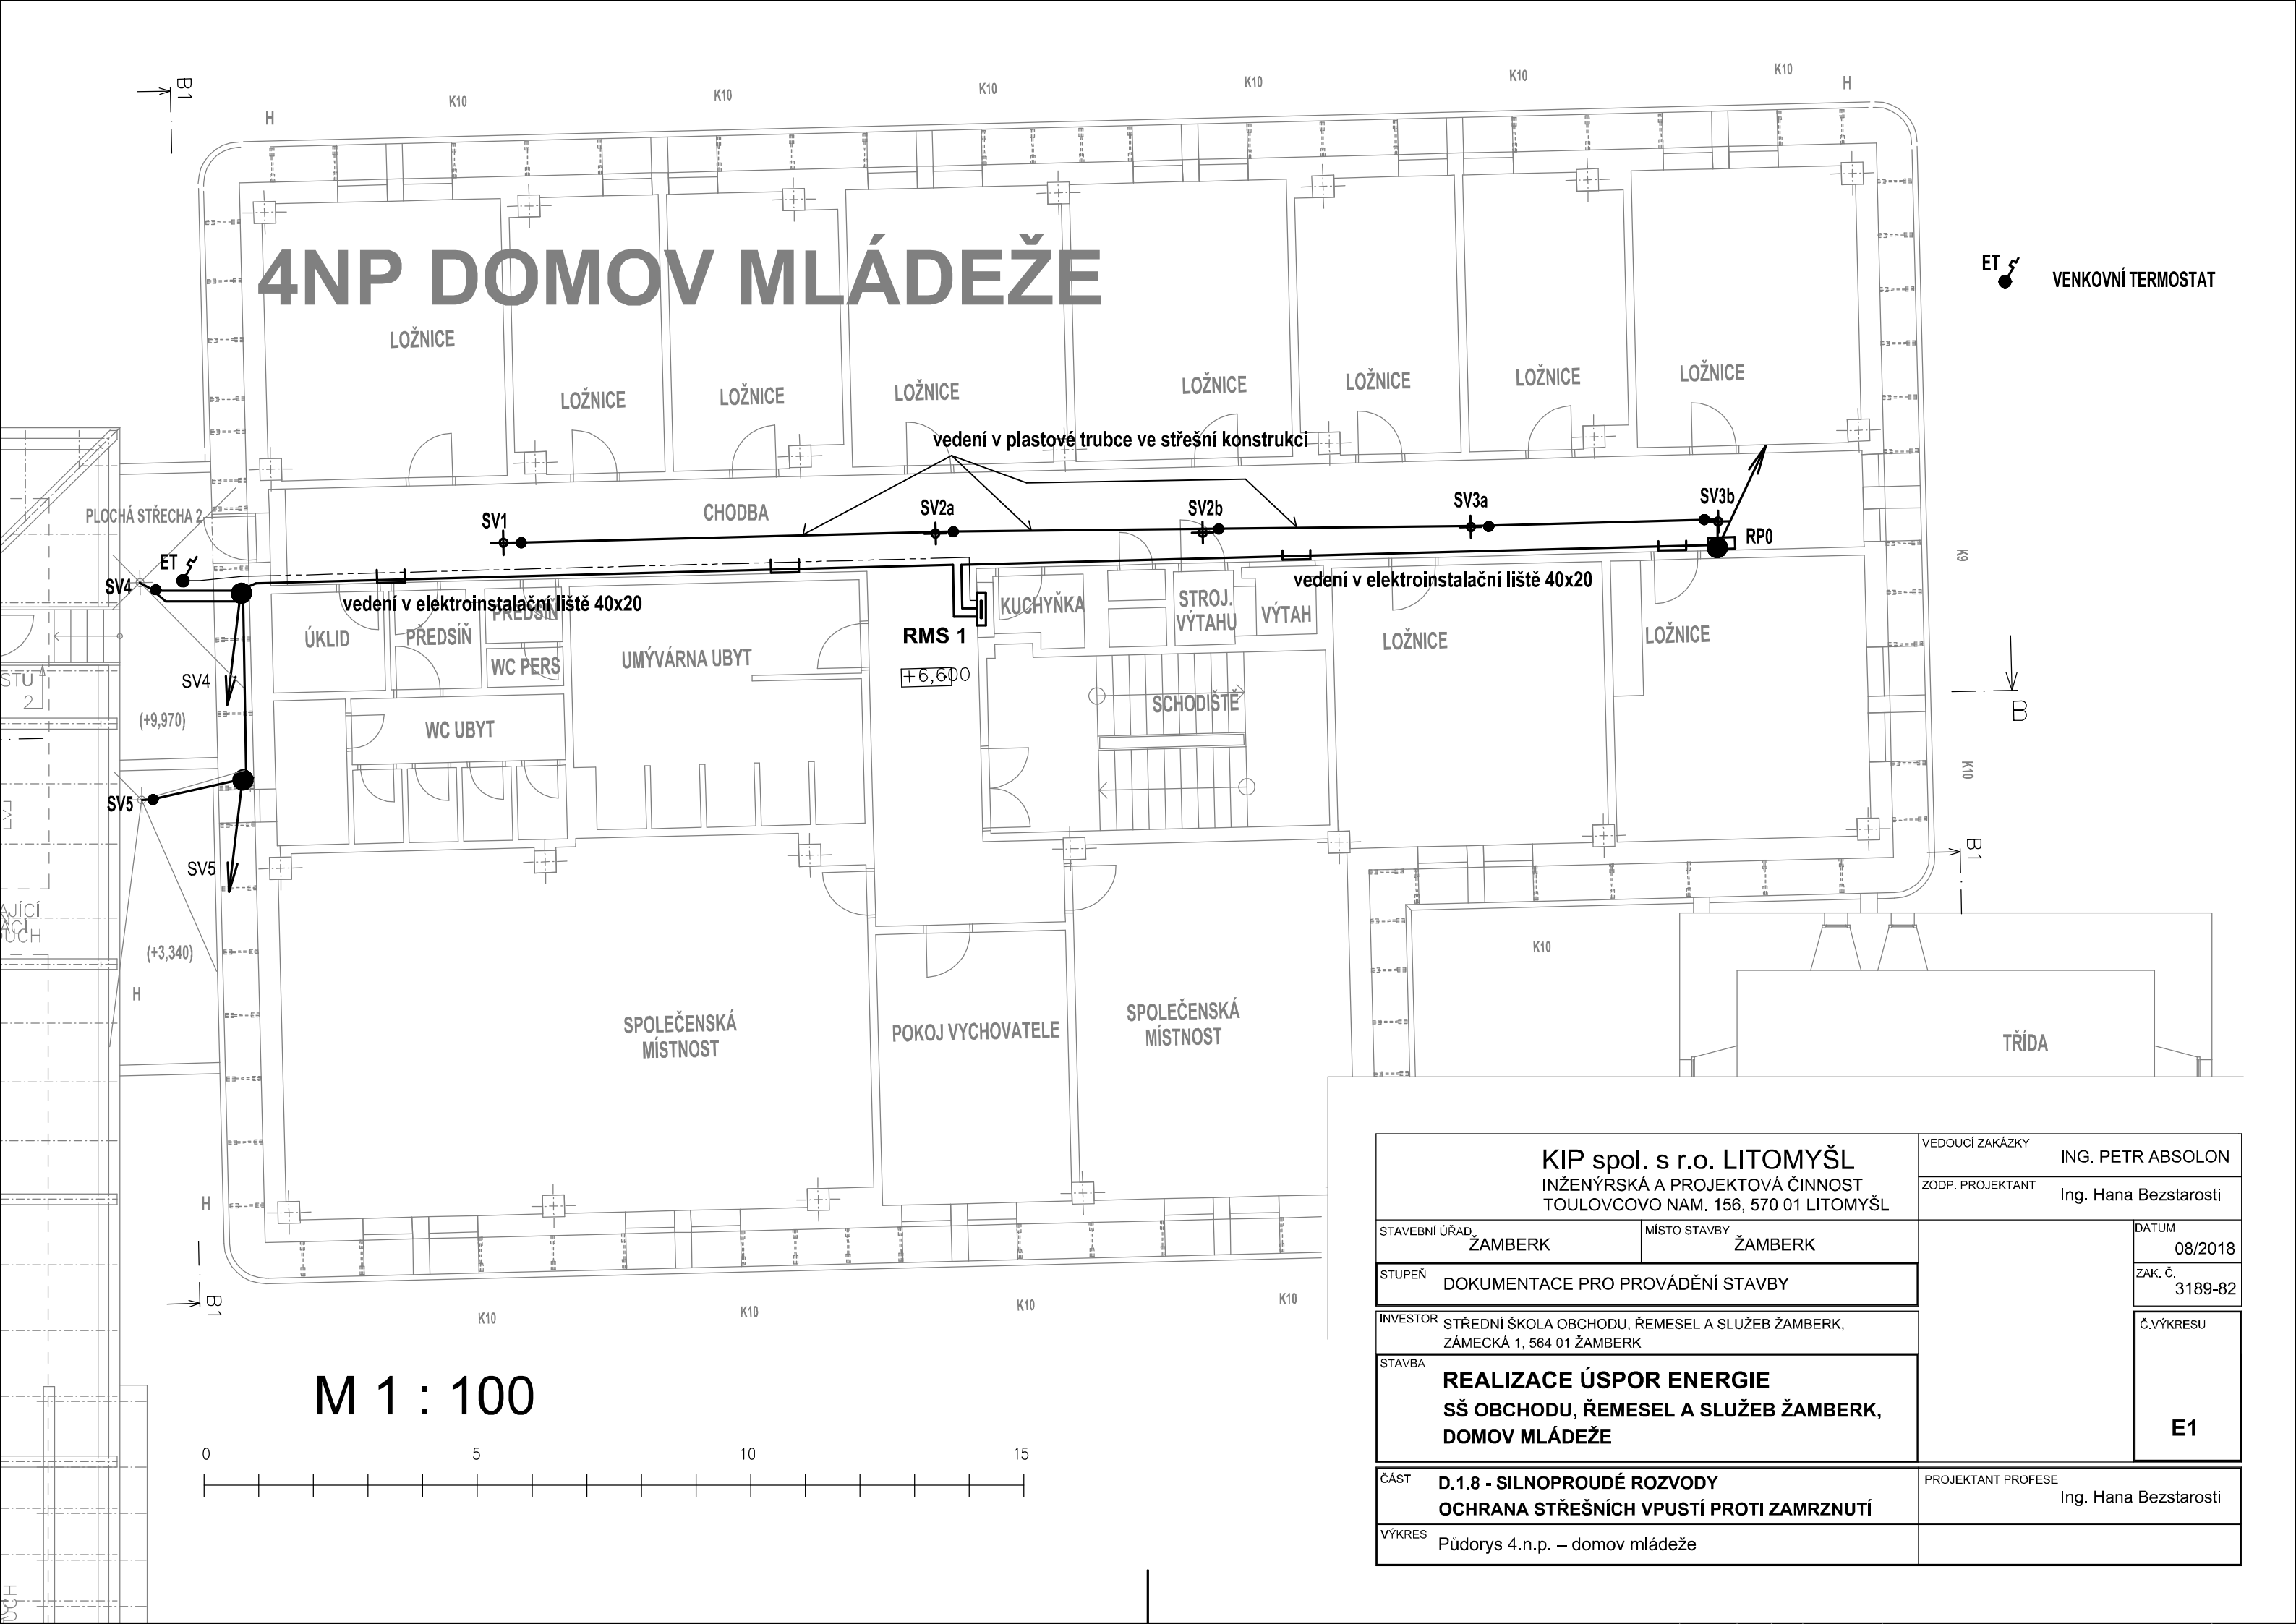 B1
H
K10
K10
K10
K10
K10
K10
H
4NP DOMOV MLÁDEŽE
ET
VENKOVNÍ TERMOSTAT
LOŽNICE
LOŽNICE
LOŽNICE
LOŽNICE
LOŽNICE
LOŽNICE
LOŽNICE
LOŽNICE
vedení v plastové trubce ve střešní konstrukci
PLOCHÁ STŘECHA 2
CHODBA
SV1
SV2a
SV2b
SV3a
SV3b
RP0
K9
ET
SV4
vedení v elektroinstalační liště 40x20
vedení v elektroinstalační liště 40x20
ÚKLID
PŘEDSÍŇ
PŘEDSÍŇ
WC PERS
UMÝVÁRNA UBYT
RMS 1
+6,600
KUCHYŇKA
STROJ.
VÝTAHU
VÝTAH
LOŽNICE
LOŽNICE
SV4
STŮ
2
(+9,970)
WC UBYT
SCHODIŠTĚ
B
K10
SV5
SV5
B1
AJÍCÍ
ACÍ
OUCH
(+3,340)
H
K10
SPOLEČENSKÁ
MÍSTNOST
POKOJ VYCHOVATELE
SPOLEČENSKÁ
MÍSTNOST
TŘÍDA
H
B1
K10
K10
K10
K10
M 1 : 100
0 5 10 15
KIP spol. s r.o. LITOMYŠL
INŽENÝRSKÁ A PROJEKTOVÁ ČINNOST
TOULOVCOVO NAM. 156, 570 01 LITOMYŠL
VEDOUCÍ ZAKÁZKY
ING. PETR ABSOLON
ZODP. PROJEKTANT
Ing. Hana Bezstarosti
STAVEBNÍ ÚŘAD
ŽAMBERK
MÍSTO STAVBY
ŽAMBERK
DATUM
08/2018
STUPEŇ
DOKUMENTACE PRO PROVÁDĚNÍ STAVBY
ZAK. Č.
3189-82
INVESTOR
STŘEDNÍ ŠKOLA OBCHODU, ŘEMESEL A SLUŽEB ŽAMBERK,
ZÁMECKÁ 1, 564 01 ŽAMBERK
Č.VÝKRESU
E1
STAVBA
REALIZACE ÚSPOR ENERGIE
SŠ OBCHODU, ŘEMESEL A SLUŽEB ŽAMBERK,
DOMOV MLÁDEŽE
ČÁST
D.1.8 - SILNOPROUDÉ ROZVODY
OCHRANA STŘEŠNÍCH VPUSTÍ PROTI ZAMRZNUTÍ
PROJEKTANT PROFESE
Ing. Hana Bezstarosti
VÝKRES
Půdorys 4.n.p. – domov mládeže